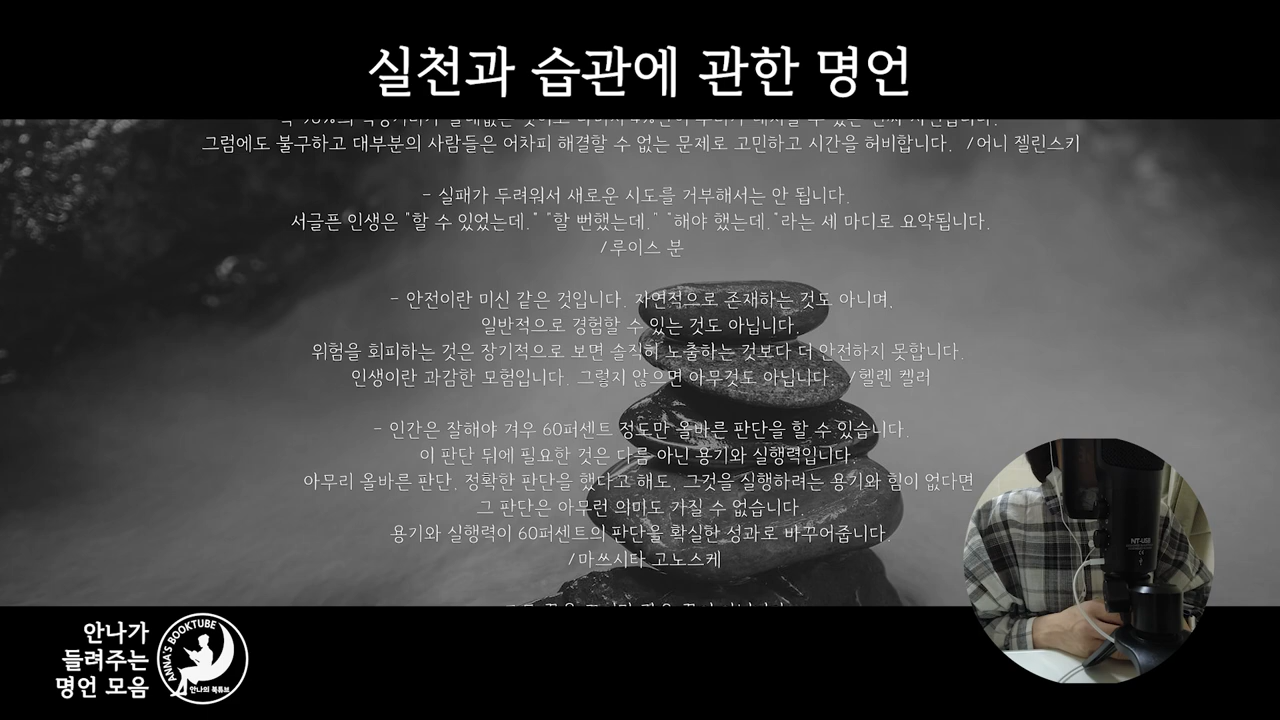 실천과 습관에 관한 명언
그럼에도 불구하고 대부분의 사람들은 어차피 해결할 수 없는 문제로 고민하고 시간을 허비합니다. /어니 젤린스키
- 실패가 두려워서 새로운 시도를 거부해서는 안 됩니다.
서글픈 인생은 "할 수 있었는데." "할 뻔했는데." "해야 했는데."라는 세 마디로 요약됩니다.
/루이스 분
- 안전이란 미신 같은 것입니다. 자연적으로 존재하는 것도 아니며,
일반적으로 경험할 수 있는 것도 아닙니다.
위험을 회피하는 것은 장기적으로 보면 솔직히 노출하는 것보다 더 안전하지 못합니다.
인생이란 과감한 모험입니다. 그렇지 않으면 아무것도 아닙니다. /헬렌 켈러
- 인간은 잘해야 겨우 60퍼센트 정도만 올바른 판단을 할 수 있습니다.
이 판단 뒤에 필요한 것은 다름 아닌 용기와 실행력입니다.
아무리 올바른 판단, 정확한 판단을 했다고 해도, 그것을 실행하려는 용기와 힘이 없다면
그 판단은 아무런 의미도 가질 수 없습니다.
용기와 실행력이 60퍼센트의 판단을 확실한 성과로 바꾸어줍니다.
/마쓰시타 고노스케
안나가
들려주는
명언 모음
ANNA'S BOOKTUBE
안나의 북튜브
NT-USB